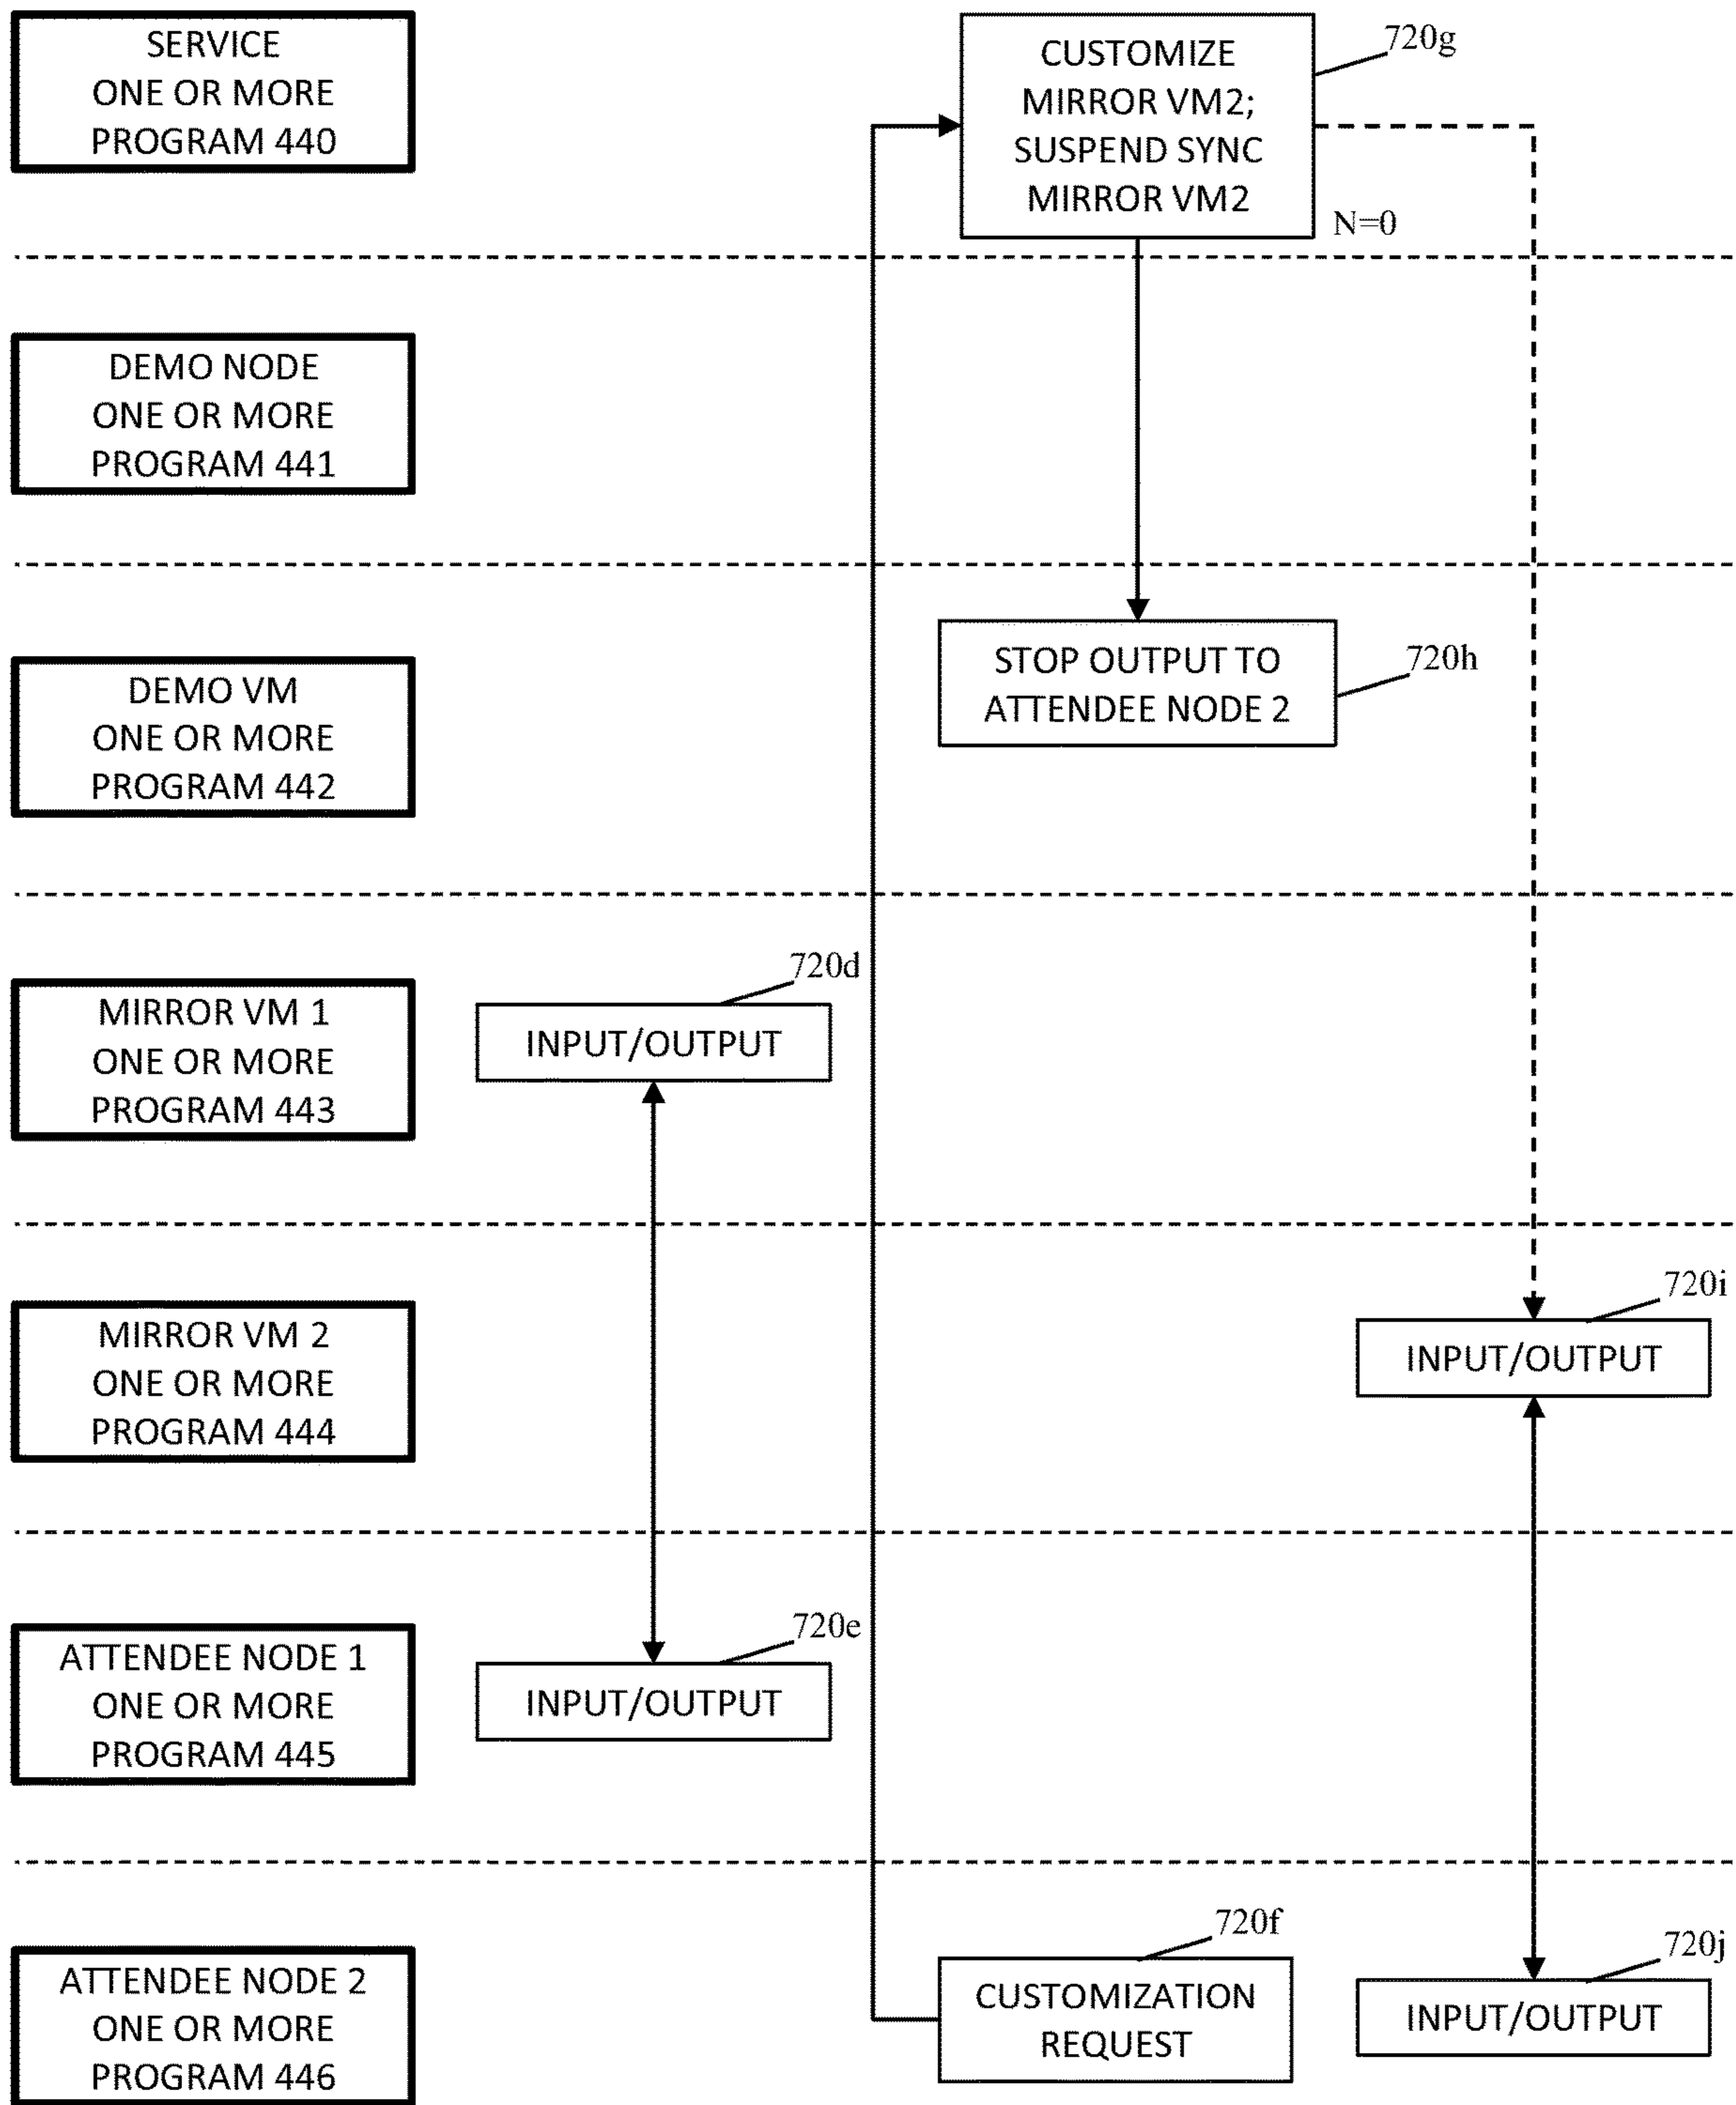 SERVICE
ONE OR MORE
PROGRAM 440
CUSTOMIZE
MIRROR VM2;
SUSPEND SYNC
MIRROR VM2
720g
N=0
DEMO NODE
ONE OR MORE
PROGRAM 441
DEMO VM
ONE OR MORE
PROGRAM 442
STOP OUTPUT TO
ATTENDEE NODE 2
720h
MIRROR VM 1
ONE OR MORE
PROGRAM 443
720d
INPUT/OUTPUT
MIRROR VM 2
ONE OR MORE
PROGRAM 444
720i
INPUT/OUTPUT
ATTENDEE NODE 1
ONE OR MORE
PROGRAM 445
720e
INPUT/OUTPUT
ATTENDEE NODE 2
ONE OR MORE
PROGRAM 446
720f
CUSTOMIZATION
REQUEST
720j
INPUT/OUTPUT